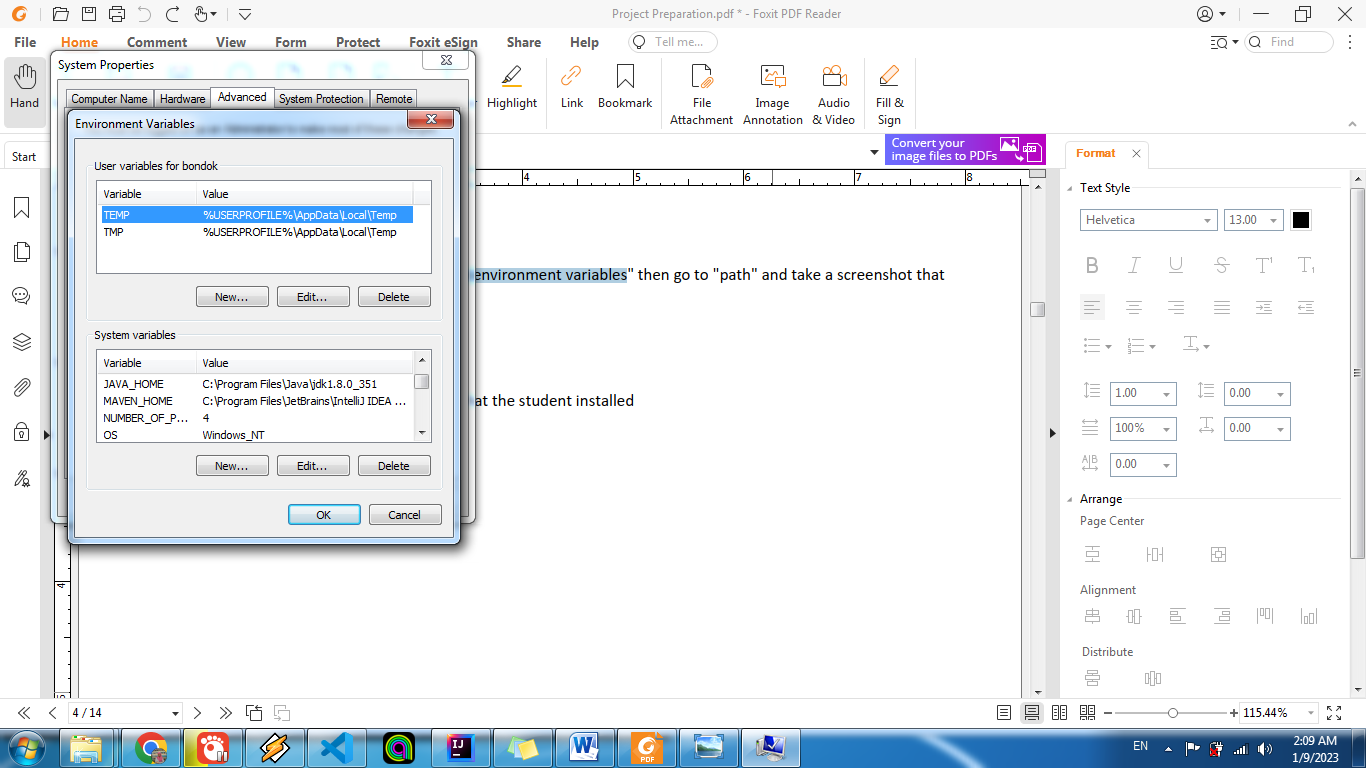 Project Preparation.pdf * - Foxit PDF Reader
File Home Comment View Form Protect Foxit eSign Share Help Tell me... Find
System Properties
Computer Name Hardware Advanced System Protection Remote
Hand
Highlight Link Bookmark File Attachment Image Annotation Audio & Video Fill & Sign
Environment Variables
Start
Convert your
image files to PDFs
PDF
Format
4 5 6 7 8
User variables for bondok
Variable Value
TEMP %USERPROFILE%\AppData\Local\Temp
TMP %USERPROFILE%\AppData\Local\Temp
New... Edit... Delete
System variables
Variable Value
JAVA_HOME C:\Program Files\Java\jdk1.8.0_351
MAVEN_HOME C:\Program Files\JetBrains\IntelliJ IDEA ...
NUMBER_OF_P... 4
OS Windows_NT
New... Edit... Delete
OK Cancel
environment variables" then go to "path" and take a screenshot that
at the student installed
4
Text Style
Helvetica 13.00
1.00 0.00
100% 0.00
0.00
Arrange
Page Center
Alignment
Distribute
4 / 14
115.44%
EN
2:09 AM
1/9/2023